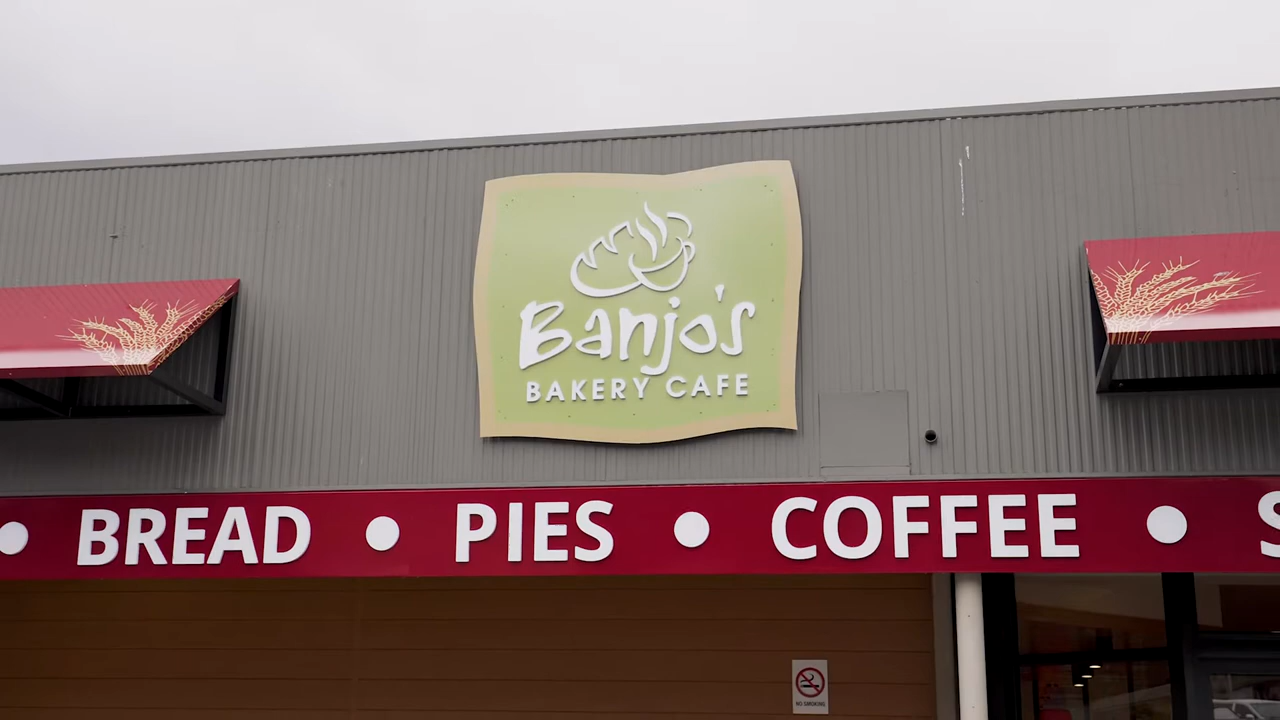 Banjo's
BAKERY CAFE
• BREAD • PIES • COFFEE • S
NO SMOKING